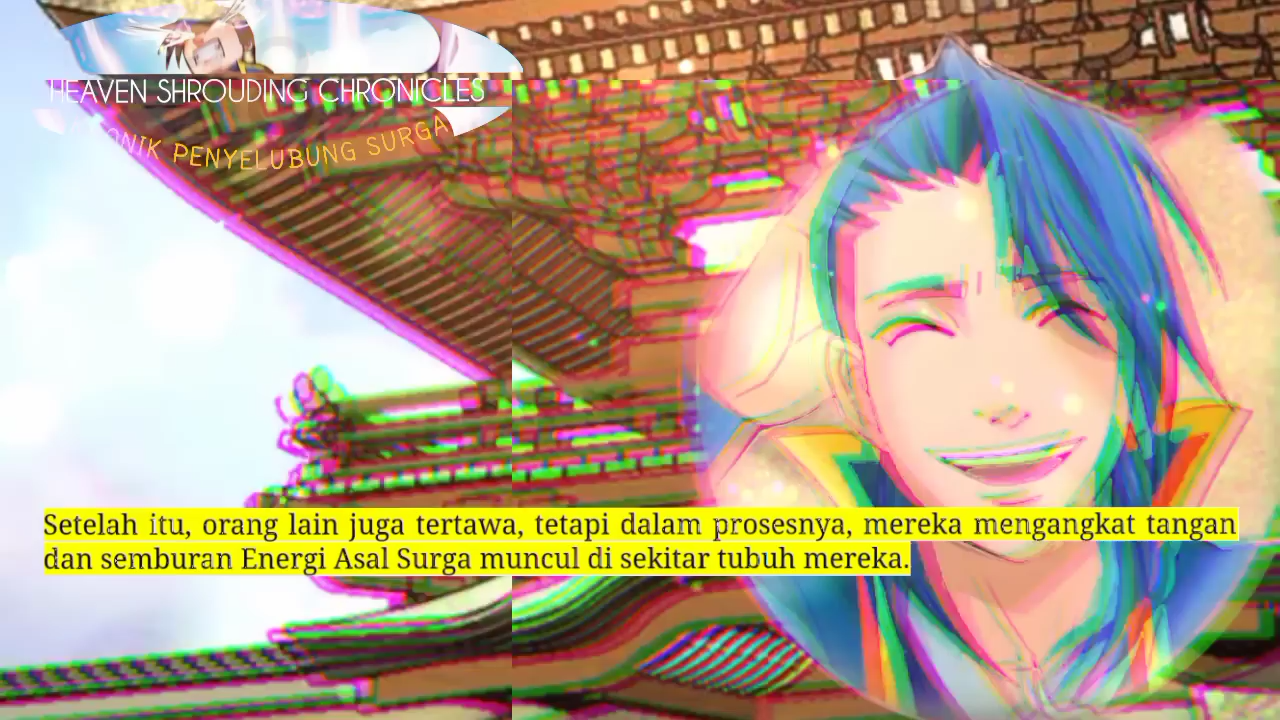 HEAVEN SHROUDING CHRONICLES
PENYELUBUNG SURGA
Setelah itu, orang lain juga tertawa, tetapi dalam prosesnya, mereka mengangkat tangan
dan semburan Energi Asal Surga muncul di sekitar tubuh mereka.